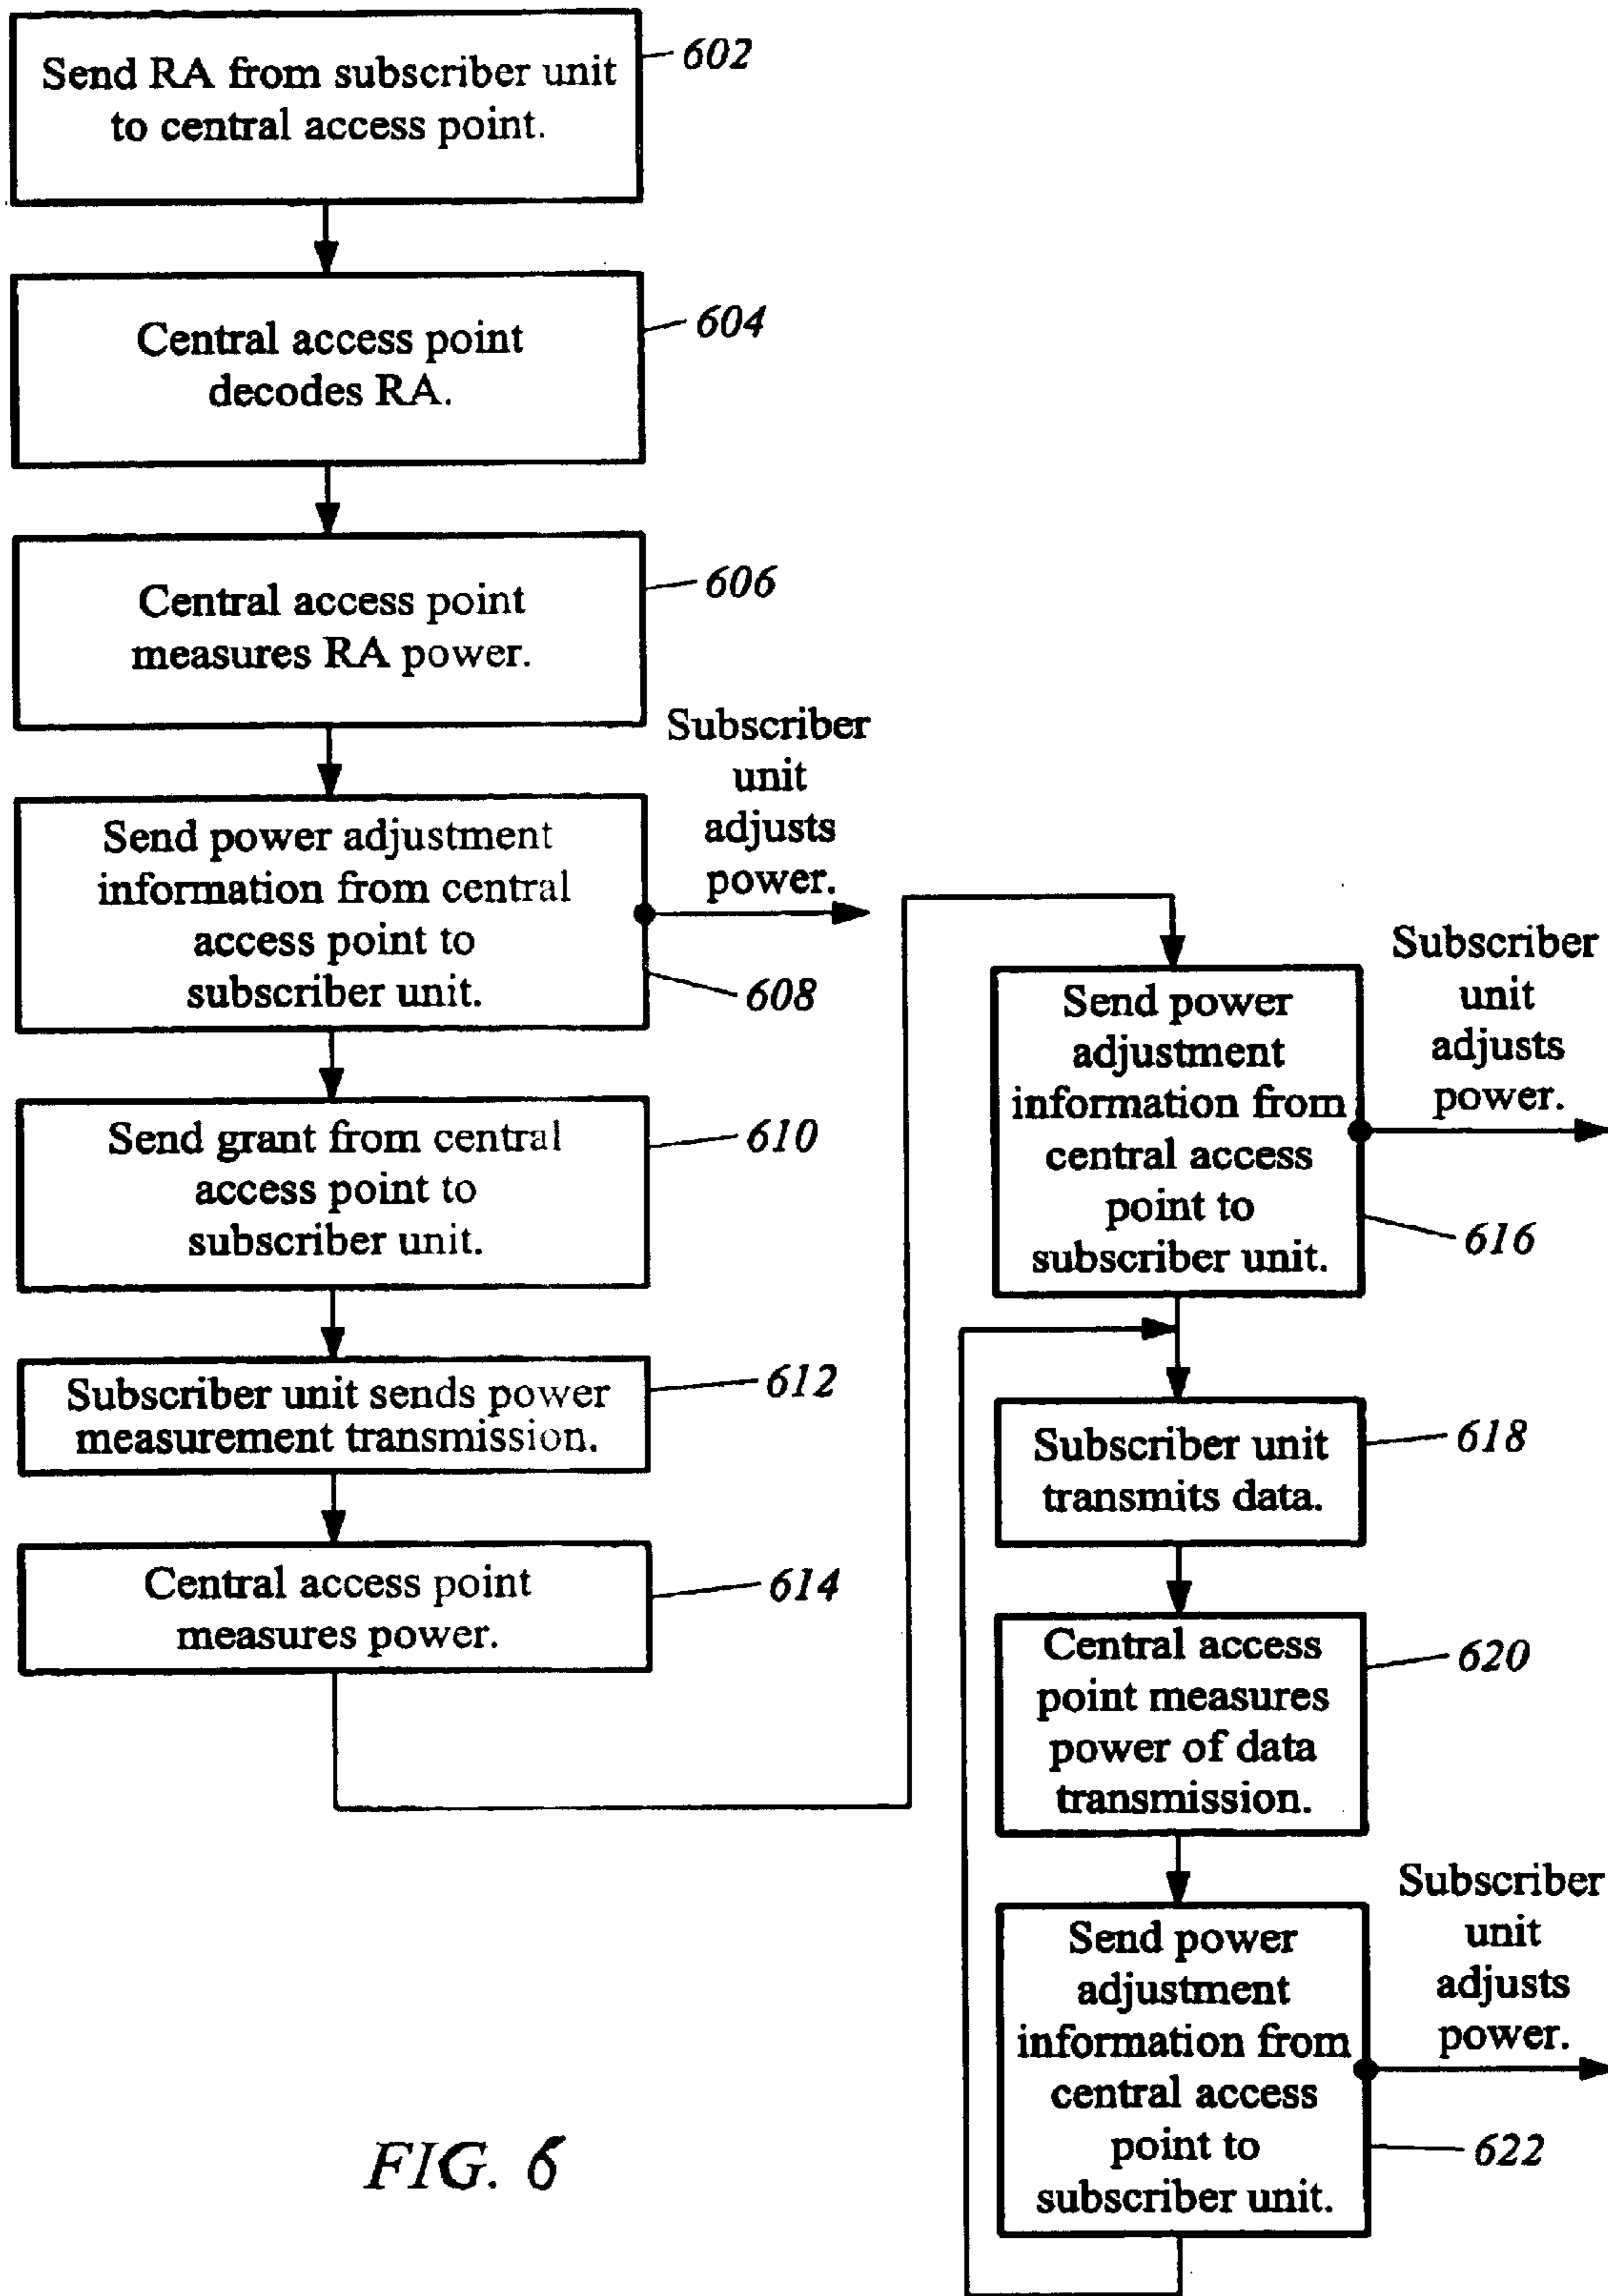 Send RA from subscriber unit
to central access point.
602
Central access point
decodes RA.
604
Central access point
measures RA power.
606
Send power adjustment
information from central
access point to
subscriber unit.
608
Subscriber
unit
adjusts
power.
Send grant from central
access point to
subscriber unit.
610
Subscriber unit sends power
measurement transmission.
612
Central access point
measures power.
614
Send power
adjustment
information from
central access
point to
subscriber unit.
616
Subscriber
unit
adjusts
power.
Subscriber unit
transmits data.
618
Central access
point measures
power of data
transmission.
620
Send power
adjustment
information from
central access
point to
subscriber unit.
622
Subscriber
unit
adjusts
power.
FIG. 6